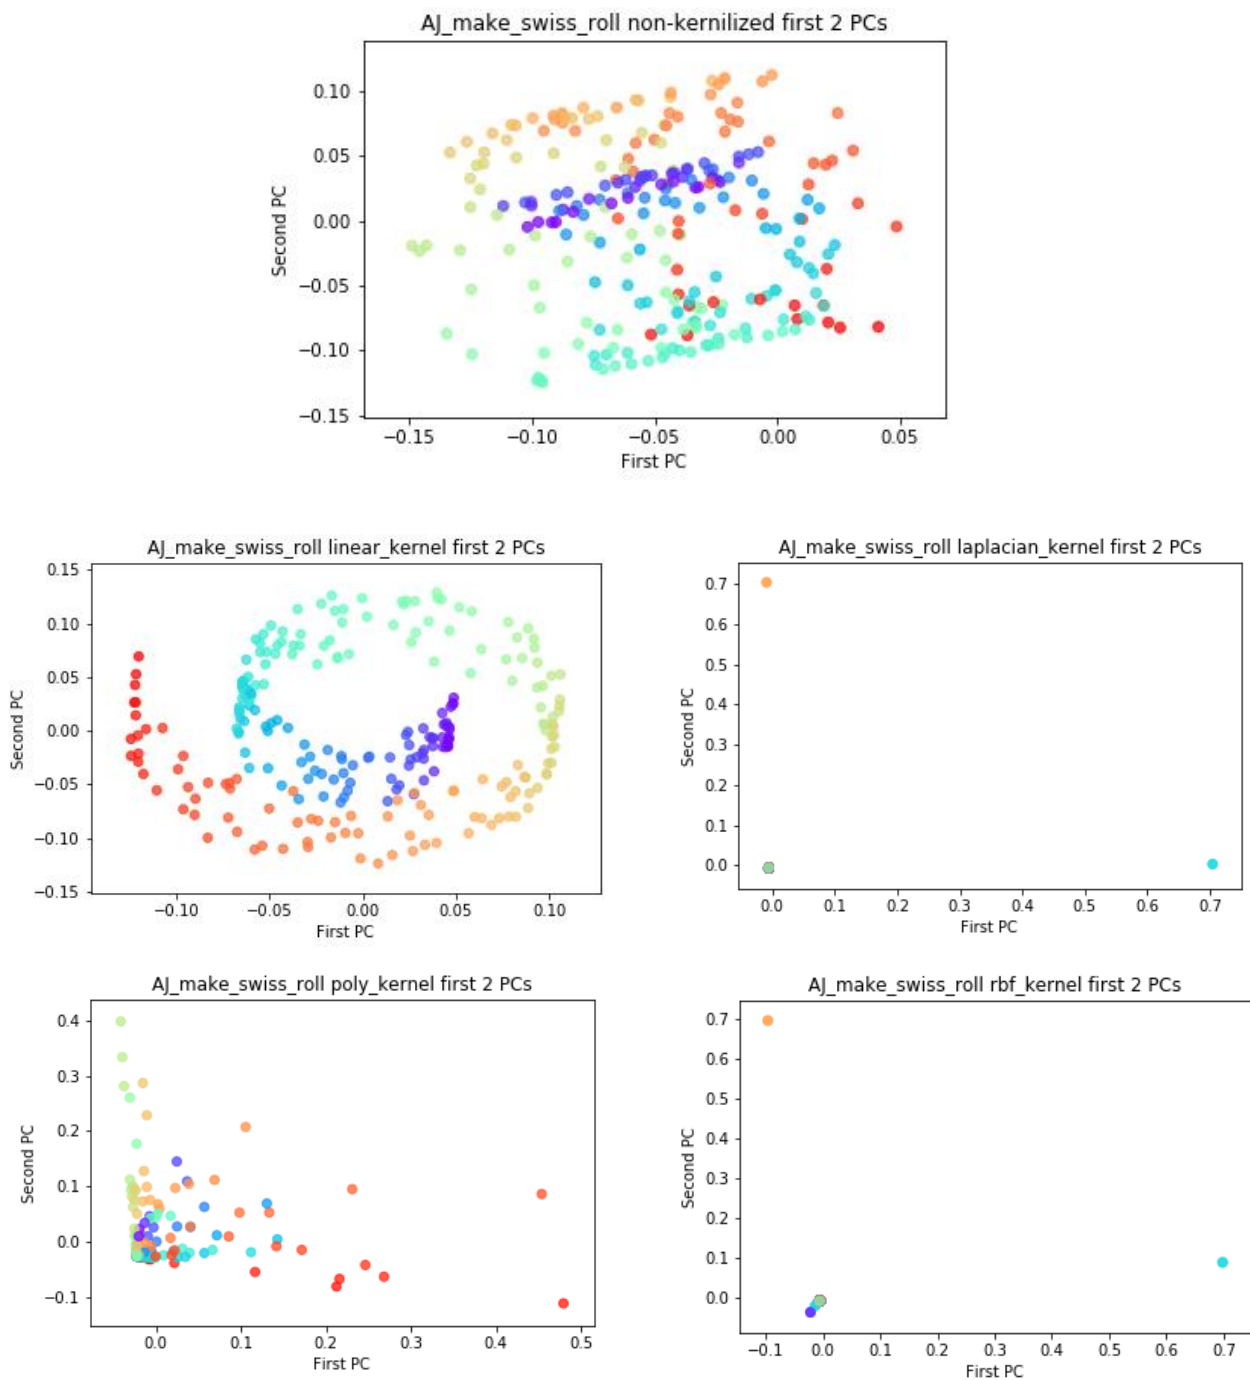 AJ_make_swiss_roll non-kernilized first 2 PCs
0.10
0.05
0.00
−0.05
−0.10
−0.15
Second PC
−0.15 −0.10 −0.05 0.00 0.05
First PC
AJ_make_swiss_roll linear_kernel first 2 PCs
0.15
0.10
0.05
0.00
−0.05
−0.10
−0.15
Second PC
−0.10 −0.05 0.00 0.05 0.10
First PC
AJ_make_swiss_roll laplacian_kernel first 2 PCs
0.7
0.6
0.5
0.4
0.3
0.2
0.1
0.0
Second PC
0.0 0.1 0.2 0.3 0.4 0.5 0.6 0.7
First PC
AJ_make_swiss_roll poly_kernel first 2 PCs
0.4
0.3
0.2
0.1
0.0
−0.1
Second PC
0.0 0.1 0.2 0.3 0.4 0.5
First PC
AJ_make_swiss_roll rbf_kernel first 2 PCs
0.7
0.6
0.5
0.4
0.3
0.2
0.1
0.0
Second PC
−0.1 0.0 0.1 0.2 0.3 0.4 0.5 0.6 0.7
First PC